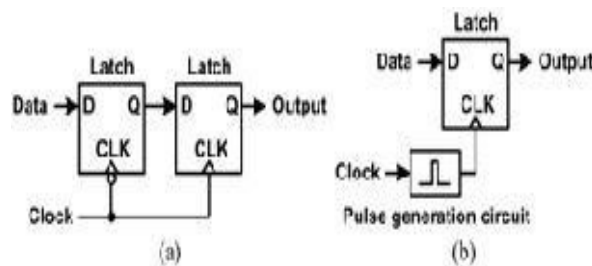 Latch Latch
Data D Q D Q Output
CLK CLK
Clock
(a)
Latch
Data D Q Output
CLK
Clock
Pulse generation circuit
(b)